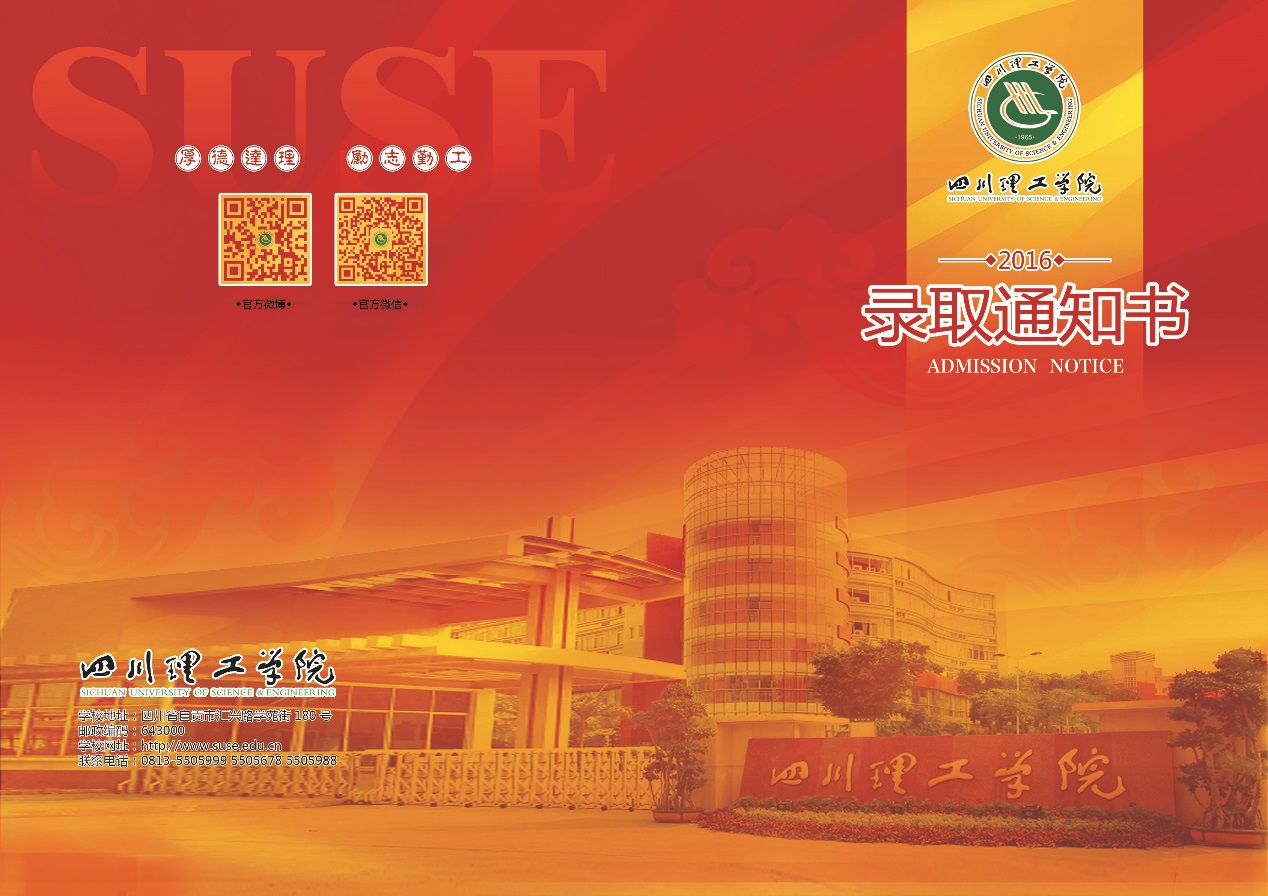 SUSE
厚德達理 勵志勤工
官方微博
官方微信
四川理工学院
SICHUAN UNIVERSITY OF SCIENCE & ENGINEERING
-1965-
四川理工学院
SICHUAN UNIVERSITY OF SCIENCE & ENGINEERING
2016
录取通知书
ADMISSION NOTICE
四川理工学院
SICHUAN UNIVERSITY OF SCIENCE & ENGINEERING
学校地址：四川省自贡市汇兴路学苑街 180 号
邮政编码：643000
学校网址：http://www.suse.edu.cn
联系电话：0813-5505999 5505678 5505988
四川理工学院